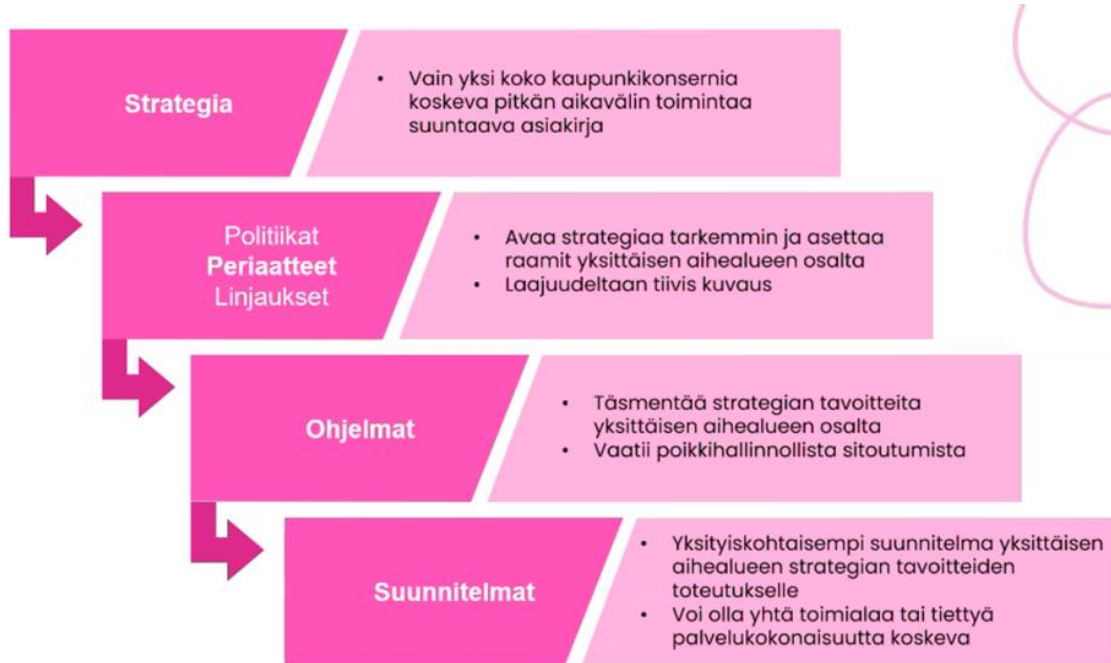 Strategia
• Vain yksi koko kaupunkikonsernia
koskeva pitkän aikavälin toimintaa
suuntaava asiakirja
Politiikat
Periaatteet
Linjaukset
• Avaa strategiaa tarkemmin ja asettaa
raamit yksittäisen aihealueen osalta
• Laajuudeltaan tiivis kuvaus
Ohjelmat
• Täsmentää strategian tavoitteita
yksittäisen aihealueen osalta
• Vaatii poikkihallinnollista sitoutumista
Suunnitelmat
• Yksityiskohtaisempi suunnitelma yksittäisen
aihealueen strategian tavoitteiden
toteutukselle
• Voi olla yhtä toimialaa tai tiettyä
palvelukokonaisuutta koskeva